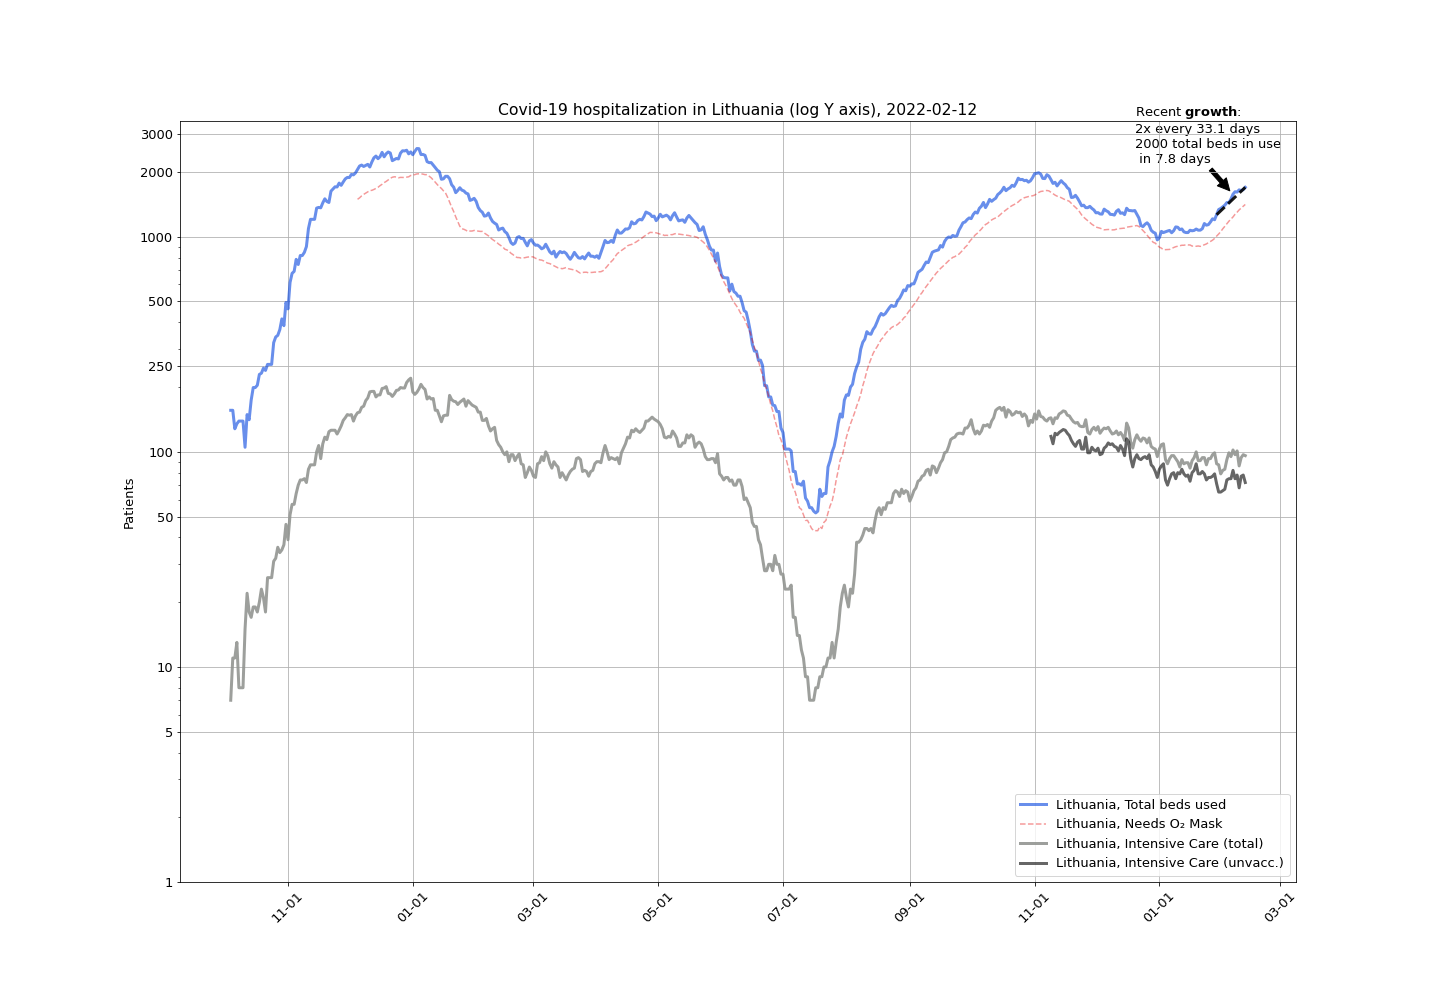 Covid-19 hospitalization in Lithuania (log Y axis), 2022-02-12
Recent growth:
2x every 33.1 days
2000 total beds in use
in 7.8 days
3000
2000
1000
500
250
100
50
10
5
1
Patients
11-01
01-01
03-01
05-01
07-01
09-01
11-01
01-01
03-01
Lithuania, Total beds used
Lithuania, Needs O₂ Mask
Lithuania, Intensive Care (total)
Lithuania, Intensive Care (unvacc.)